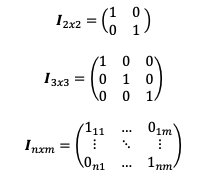 I₂ₓ₂ = (1 0
0 1)
I₃ₓ₃ = (1 0 0
0 1 0
0 0 1)
Iₙₓₘ = (1₁₁ … 0₁ₘ
⋮ ⋱ ⋮
0ₙ₁ … 1ₙₘ)